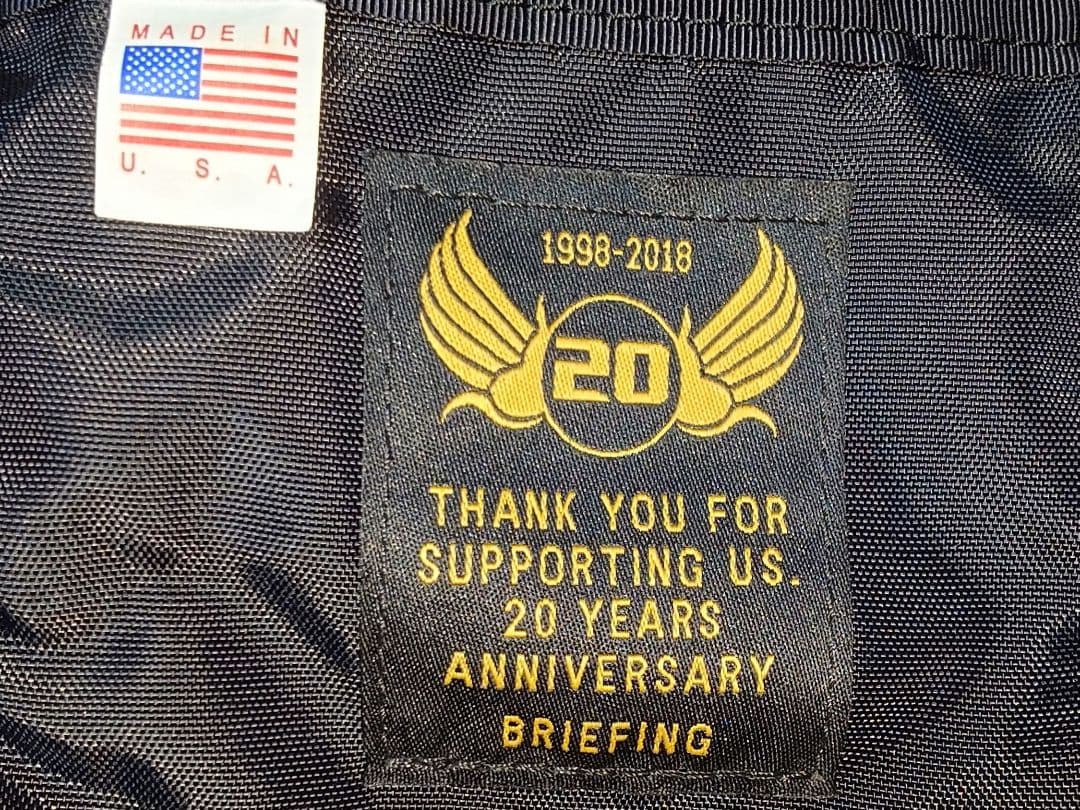 MADE IN
U. S. A.
1998-2018
20
THANK YOU FOR
SUPPORTING US.
20 YEARS
ANNIVERSARY
BRIEFING